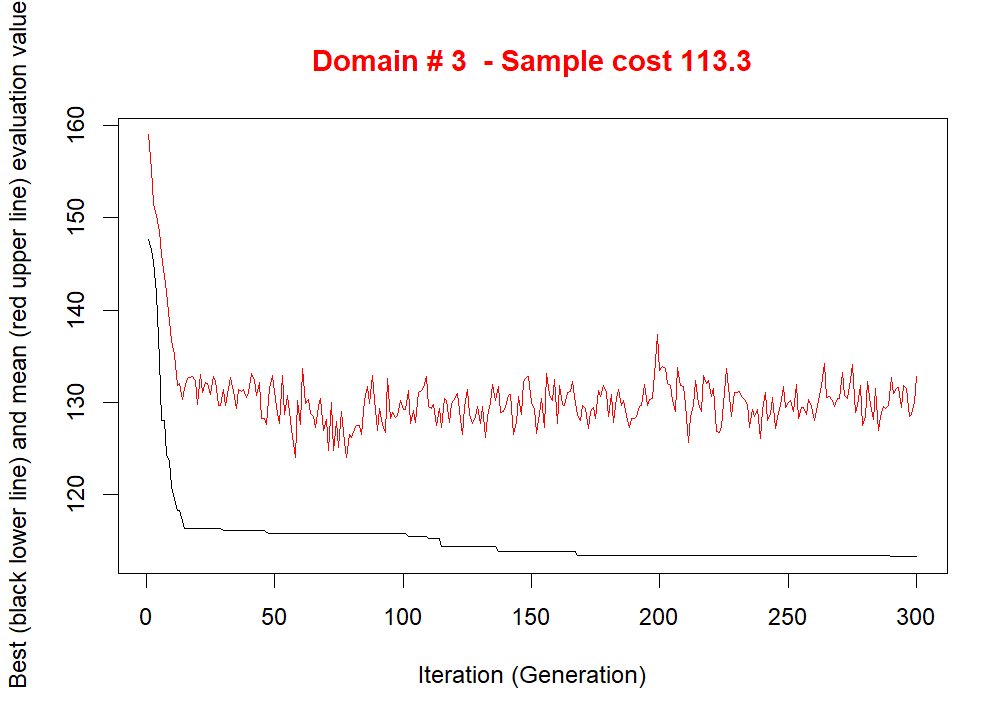 Domain # 3  - Sample cost 113.3
Best (black lower line) and mean (red upper line) evaluation value
160
150
140
130
120
0 50 100 150 200 250 300
Iteration (Generation)